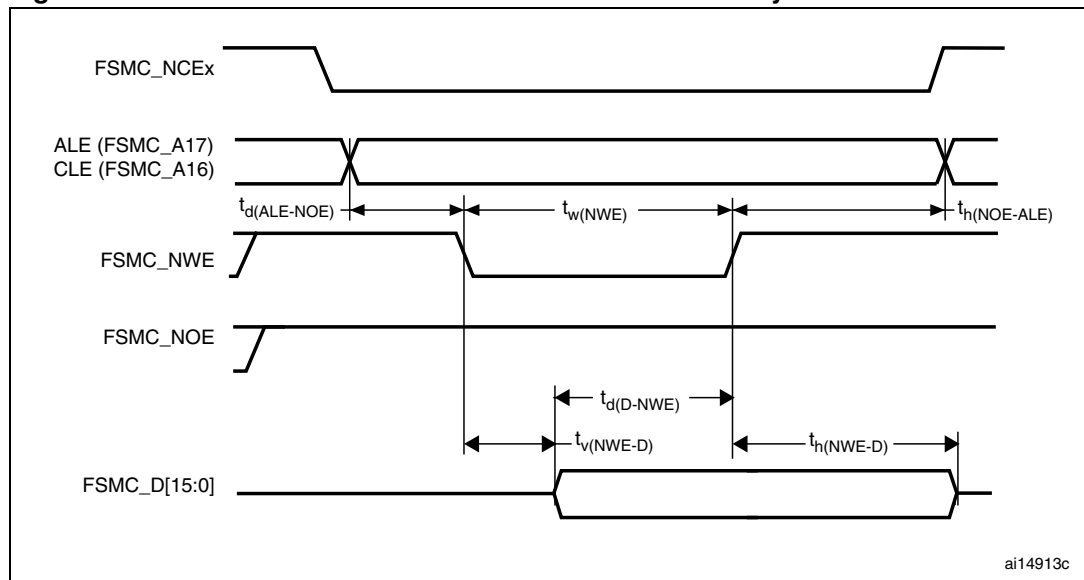 FSMC_NCEx
ALE (FSMC_A17)
CLE (FSMC_A16)
td(ALE-NOE)
tw(NWE)
th(NOE-ALE)
FSMC_NWE
FSMC_NOE
td(D-NWE)
tv(NWE-D)
th(NWE-D)
FSMC_D[15:0]
ai14913c